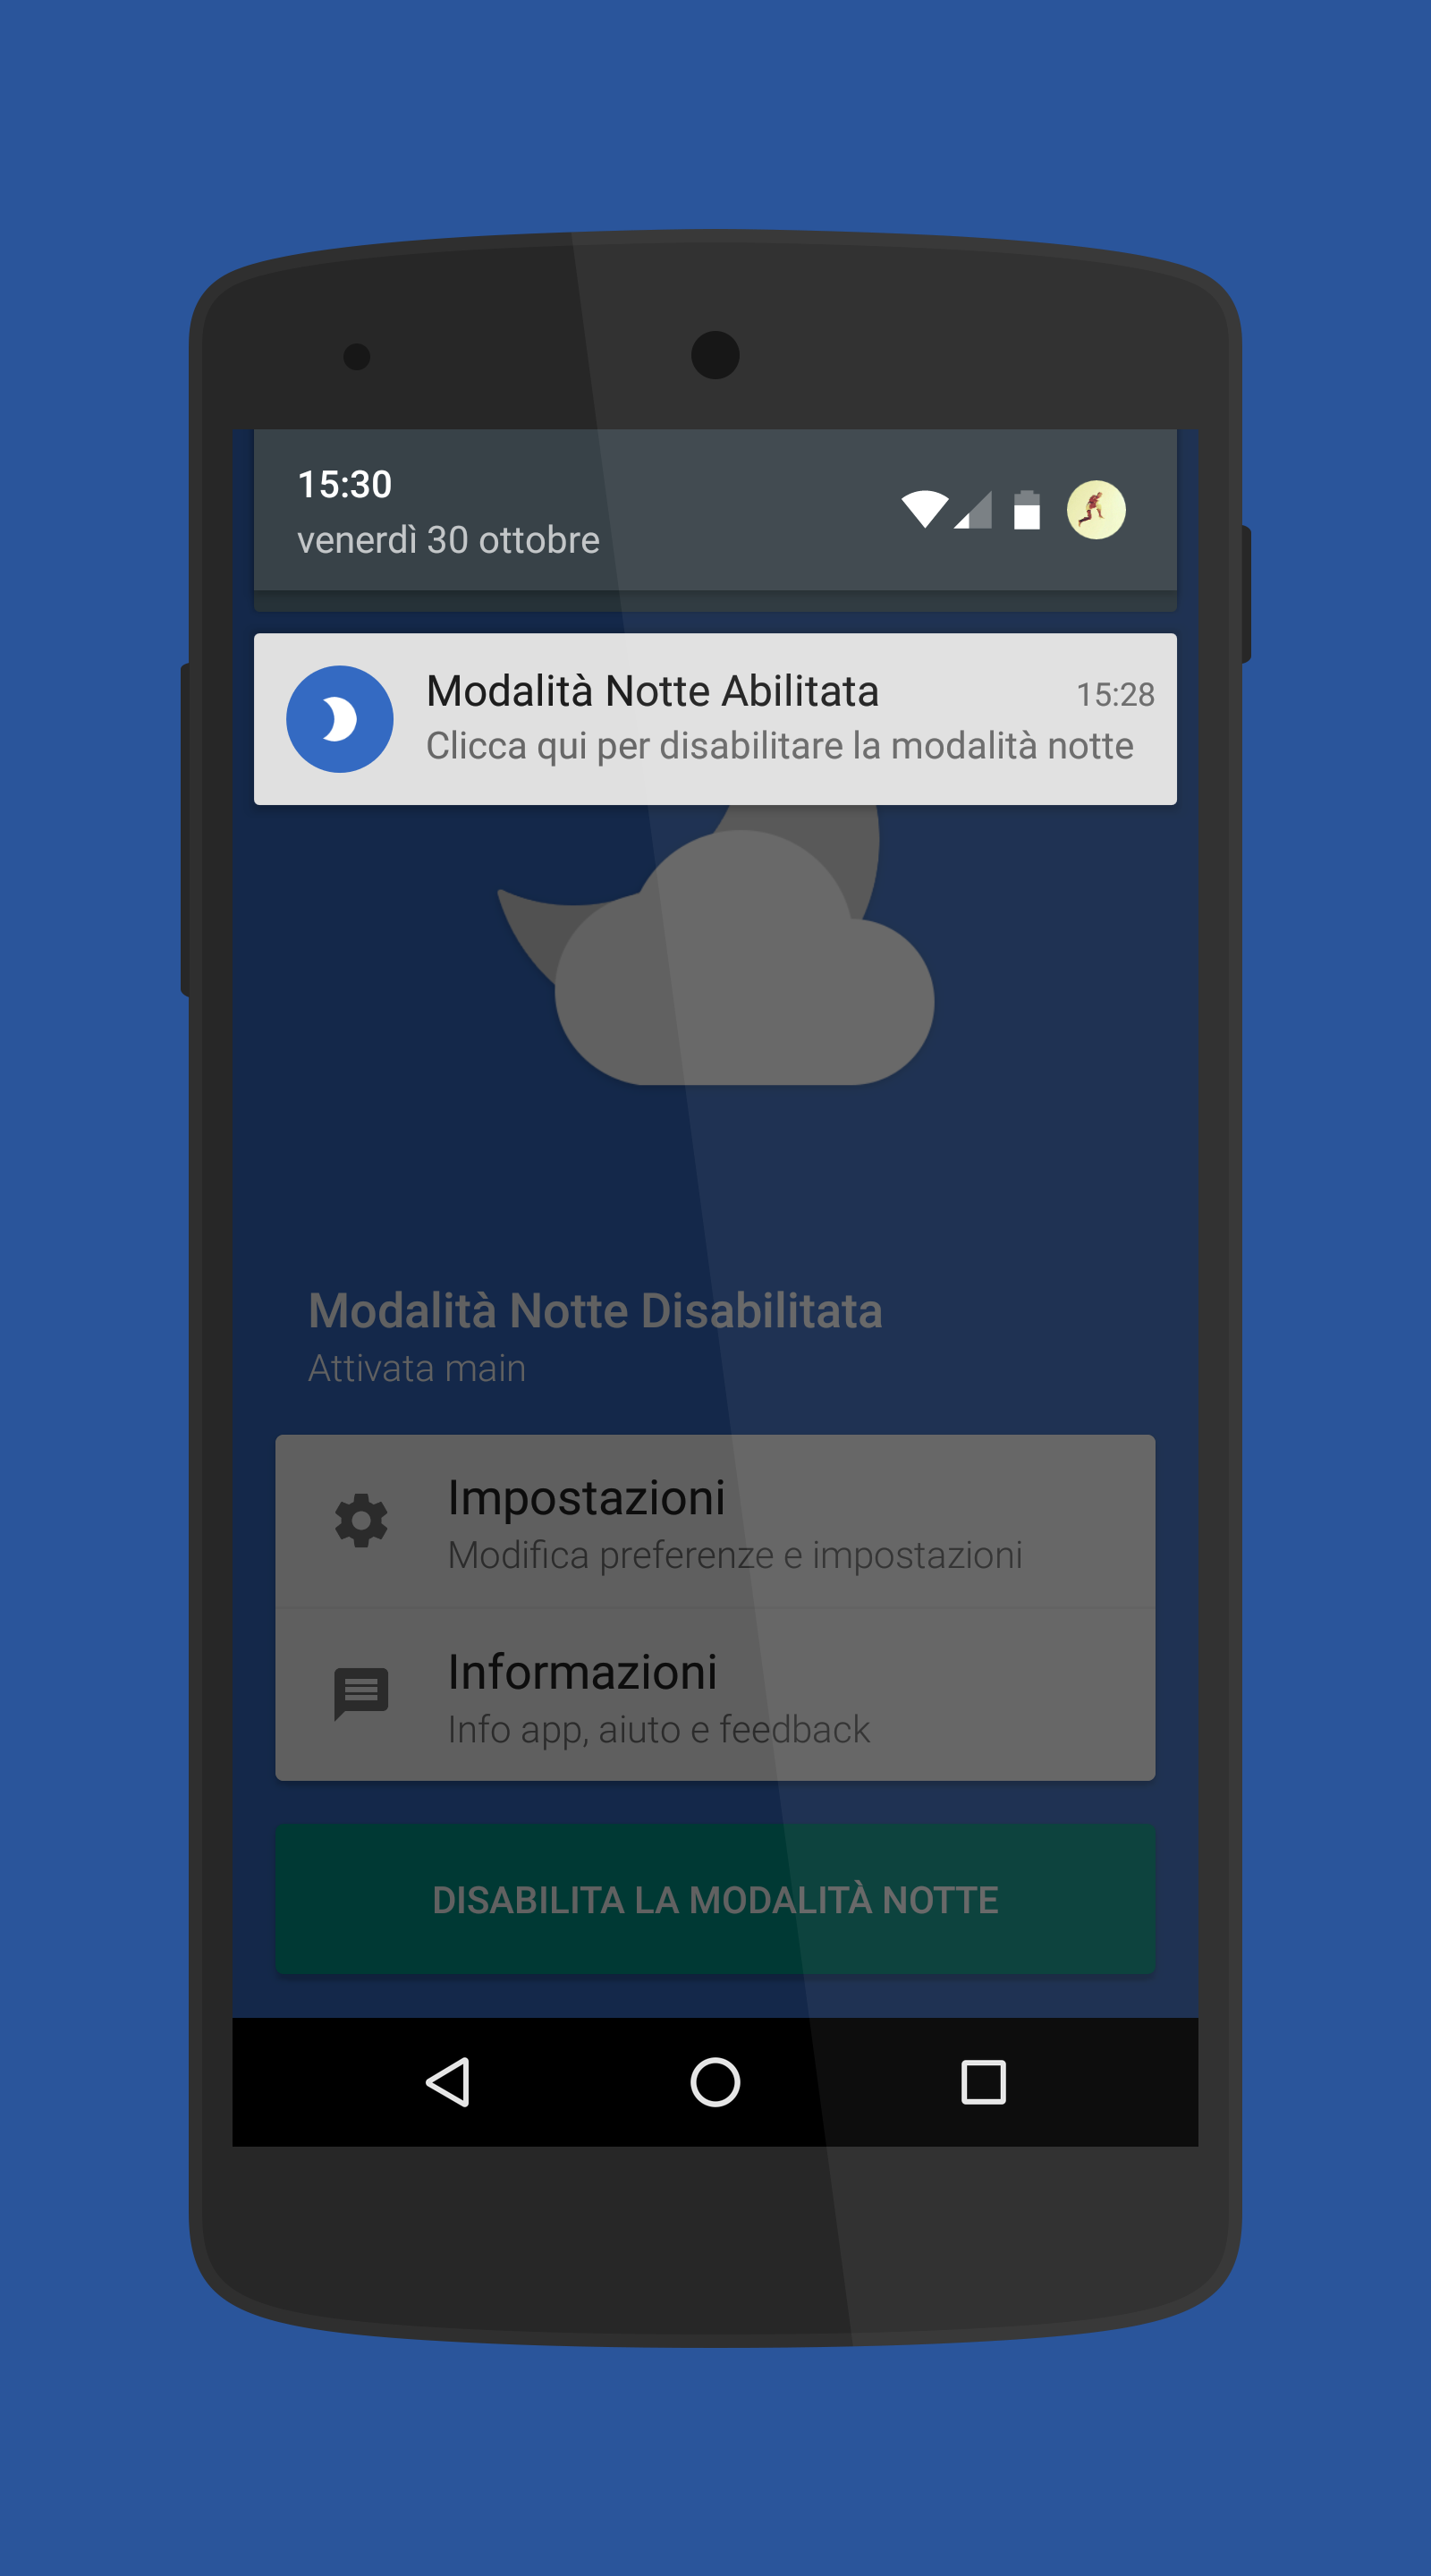 15:30
venerdì 30 ottobre
Modalità Notte Abilitata 15:28
Clicca qui per disabilitare la modalità notte
Modalità Notte Disabilitata
Attivata main
Impostazioni
Modifica preferenze e impostazioni
Informazioni
Info app, aiuto e feedback
DISABILITA LA MODALITÀ NOTTE